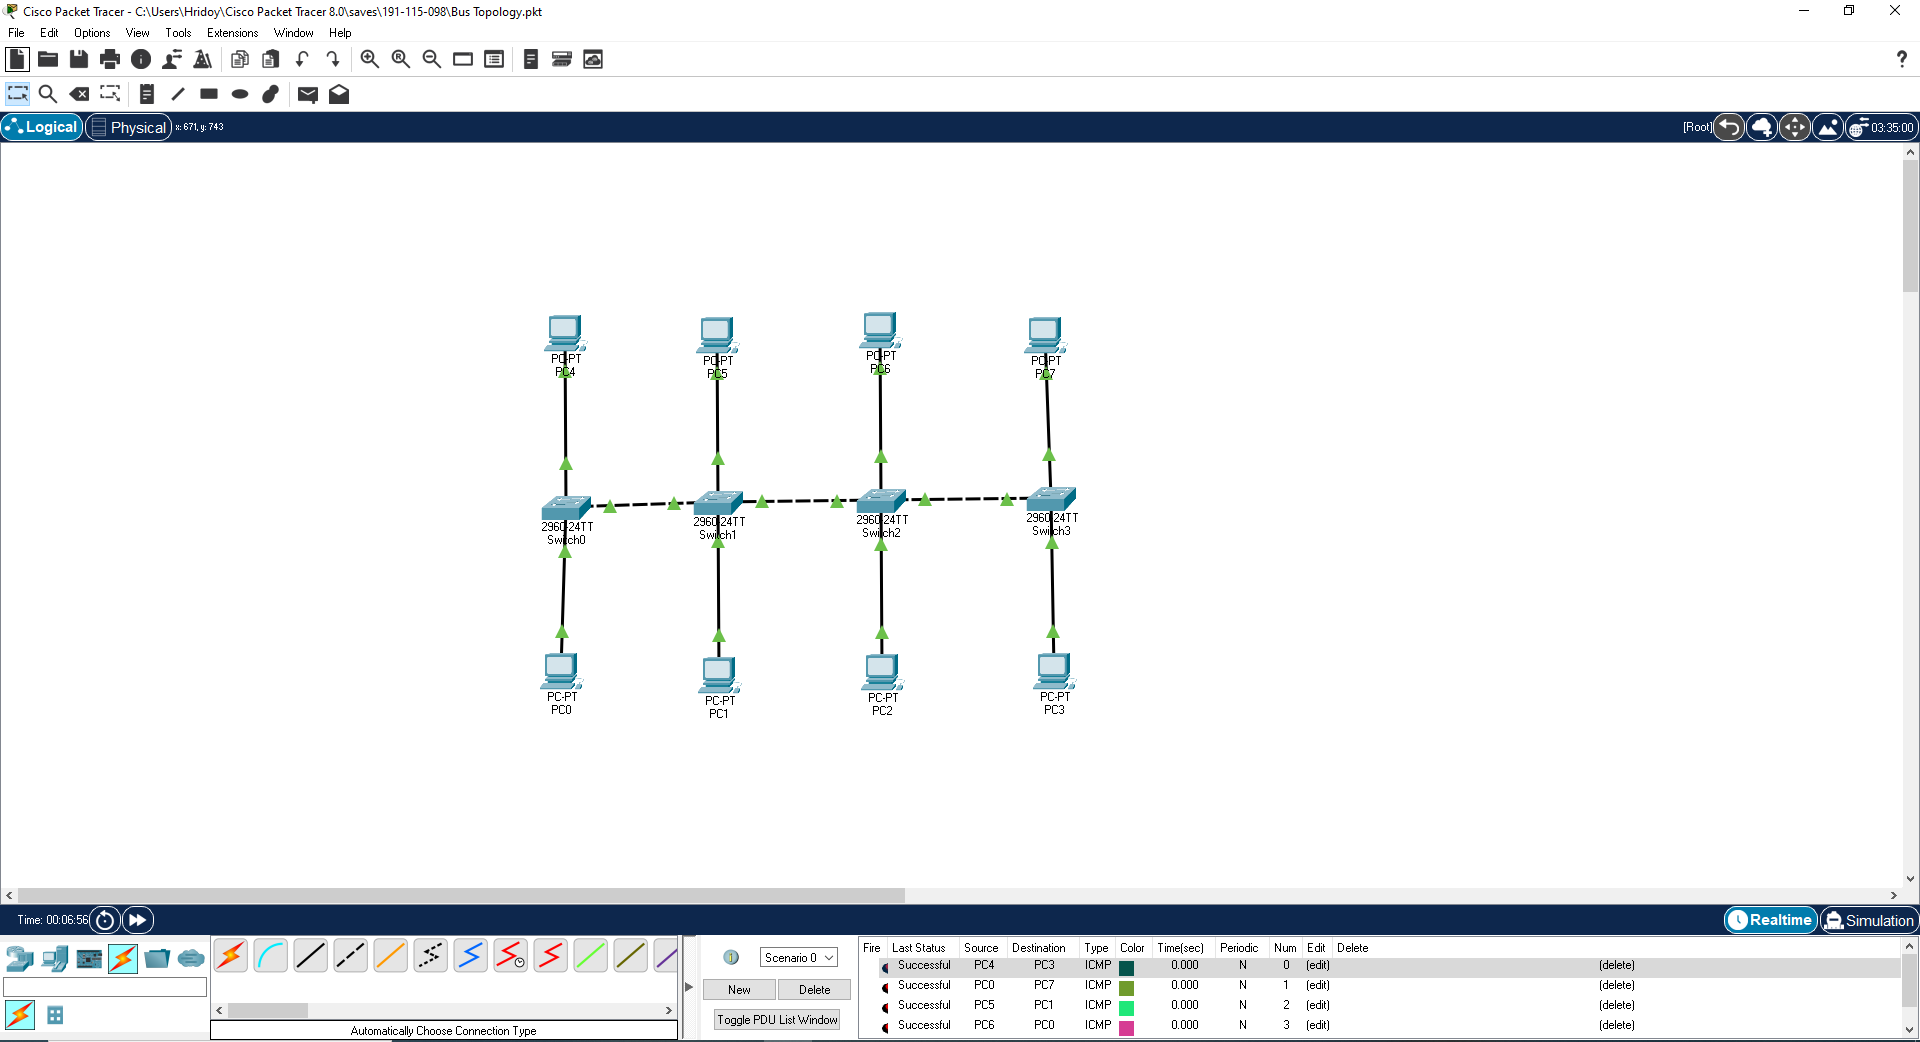 Cisco Packet Tracer - C:\Users\Hridoy\Cisco Packet Tracer 8.0\saves\191-115-098\Bus Topology.pkt
File Edit Options View Tools Extensions Window Help
Logical Physical x: 671, y: 743 [Root] 03:35:00
PC-PT
PC4
PC-PT
PC5
PC-PT
PC6
PC-PT
PC7
2960-24TT
Switch0
2960-24TT
Switch1
2960-24TT
Switch2
2960-24TT
Switch3
PC-PT
PC0
PC-PT
PC1
PC-PT
PC2
PC-PT
PC3
Time: 00:06:56 Realtime Simulation
Scenario 0
New Delete
Toggle PDU List Window
Automatically Choose Connection Type
Fire Last Status Source Destination Type Color Time(sec) Periodic Num Edit Delete
Successful PC4 PC3 ICMP 0.000 N 0 (edit) (delete)
Successful PC0 PC7 ICMP 0.000 N 1 (edit) (delete)
Successful PC5 PC1 ICMP 0.000 N 2 (edit) (delete)
Successful PC6 PC0 ICMP 0.000 N 3 (edit) (delete)